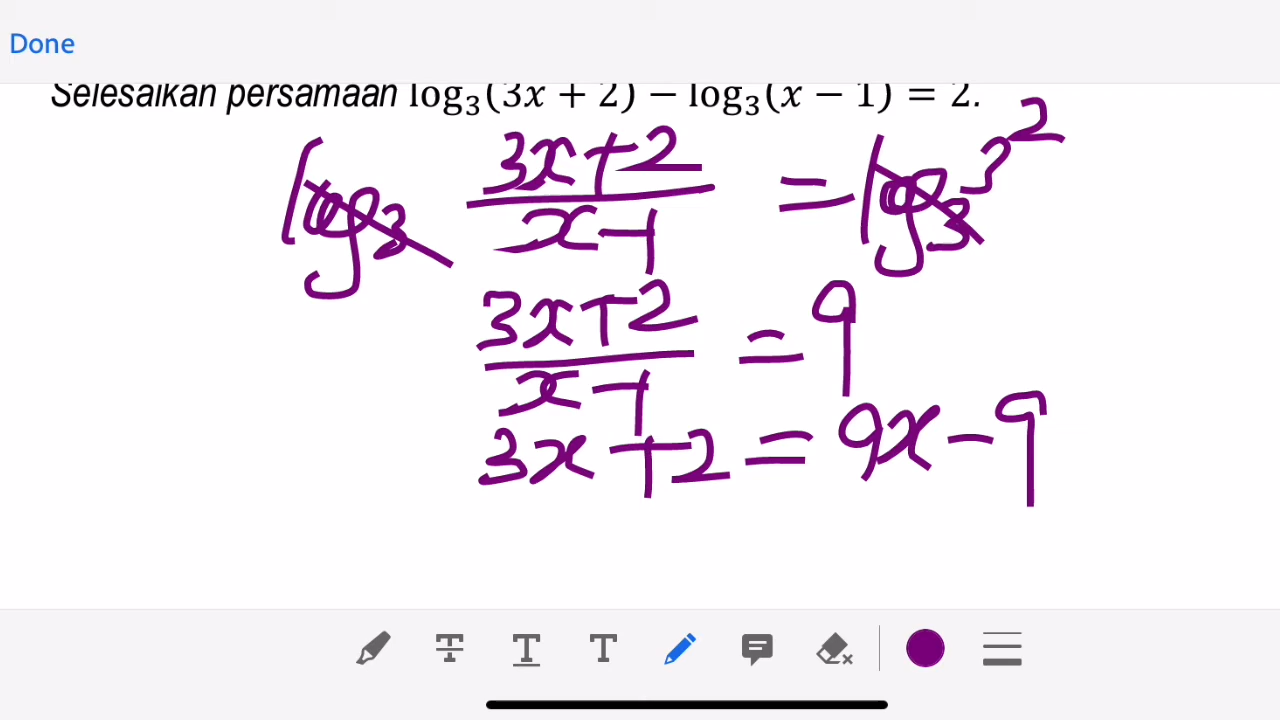 Done
Selesaikan persamaan log₃(3x + 2) − log₃(x − 1) = 2.
log₃ (3x+2)/(x−1) = log₃ 3²
(3x+2)/(x−1) = 9
3x+2 = 9x−9